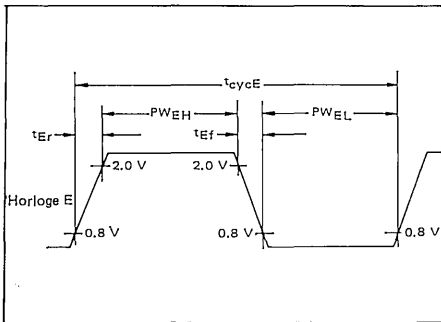 tcycE
PWEH
PWEL
tEr
tEf
2.0 V
2.0 V
Horloge E
0.8 V
0.8 V
0.8 V